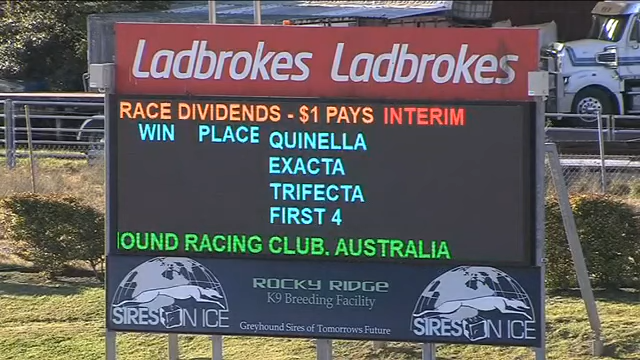 Ladbrokes Ladbrokes
RACE DIVIDENDS - $1 PAYS INTERIM
WIN PLACE QUINELLA
EXACTA
TRIFECTA
FIRST 4
OUND RACING CLUB. AUSTRALIA
ROCKY RIDGE
K9 Breeding Facility
SIRES ON ICE
SIRES ON ICE
Greyhound Sires of Tomorrows Future